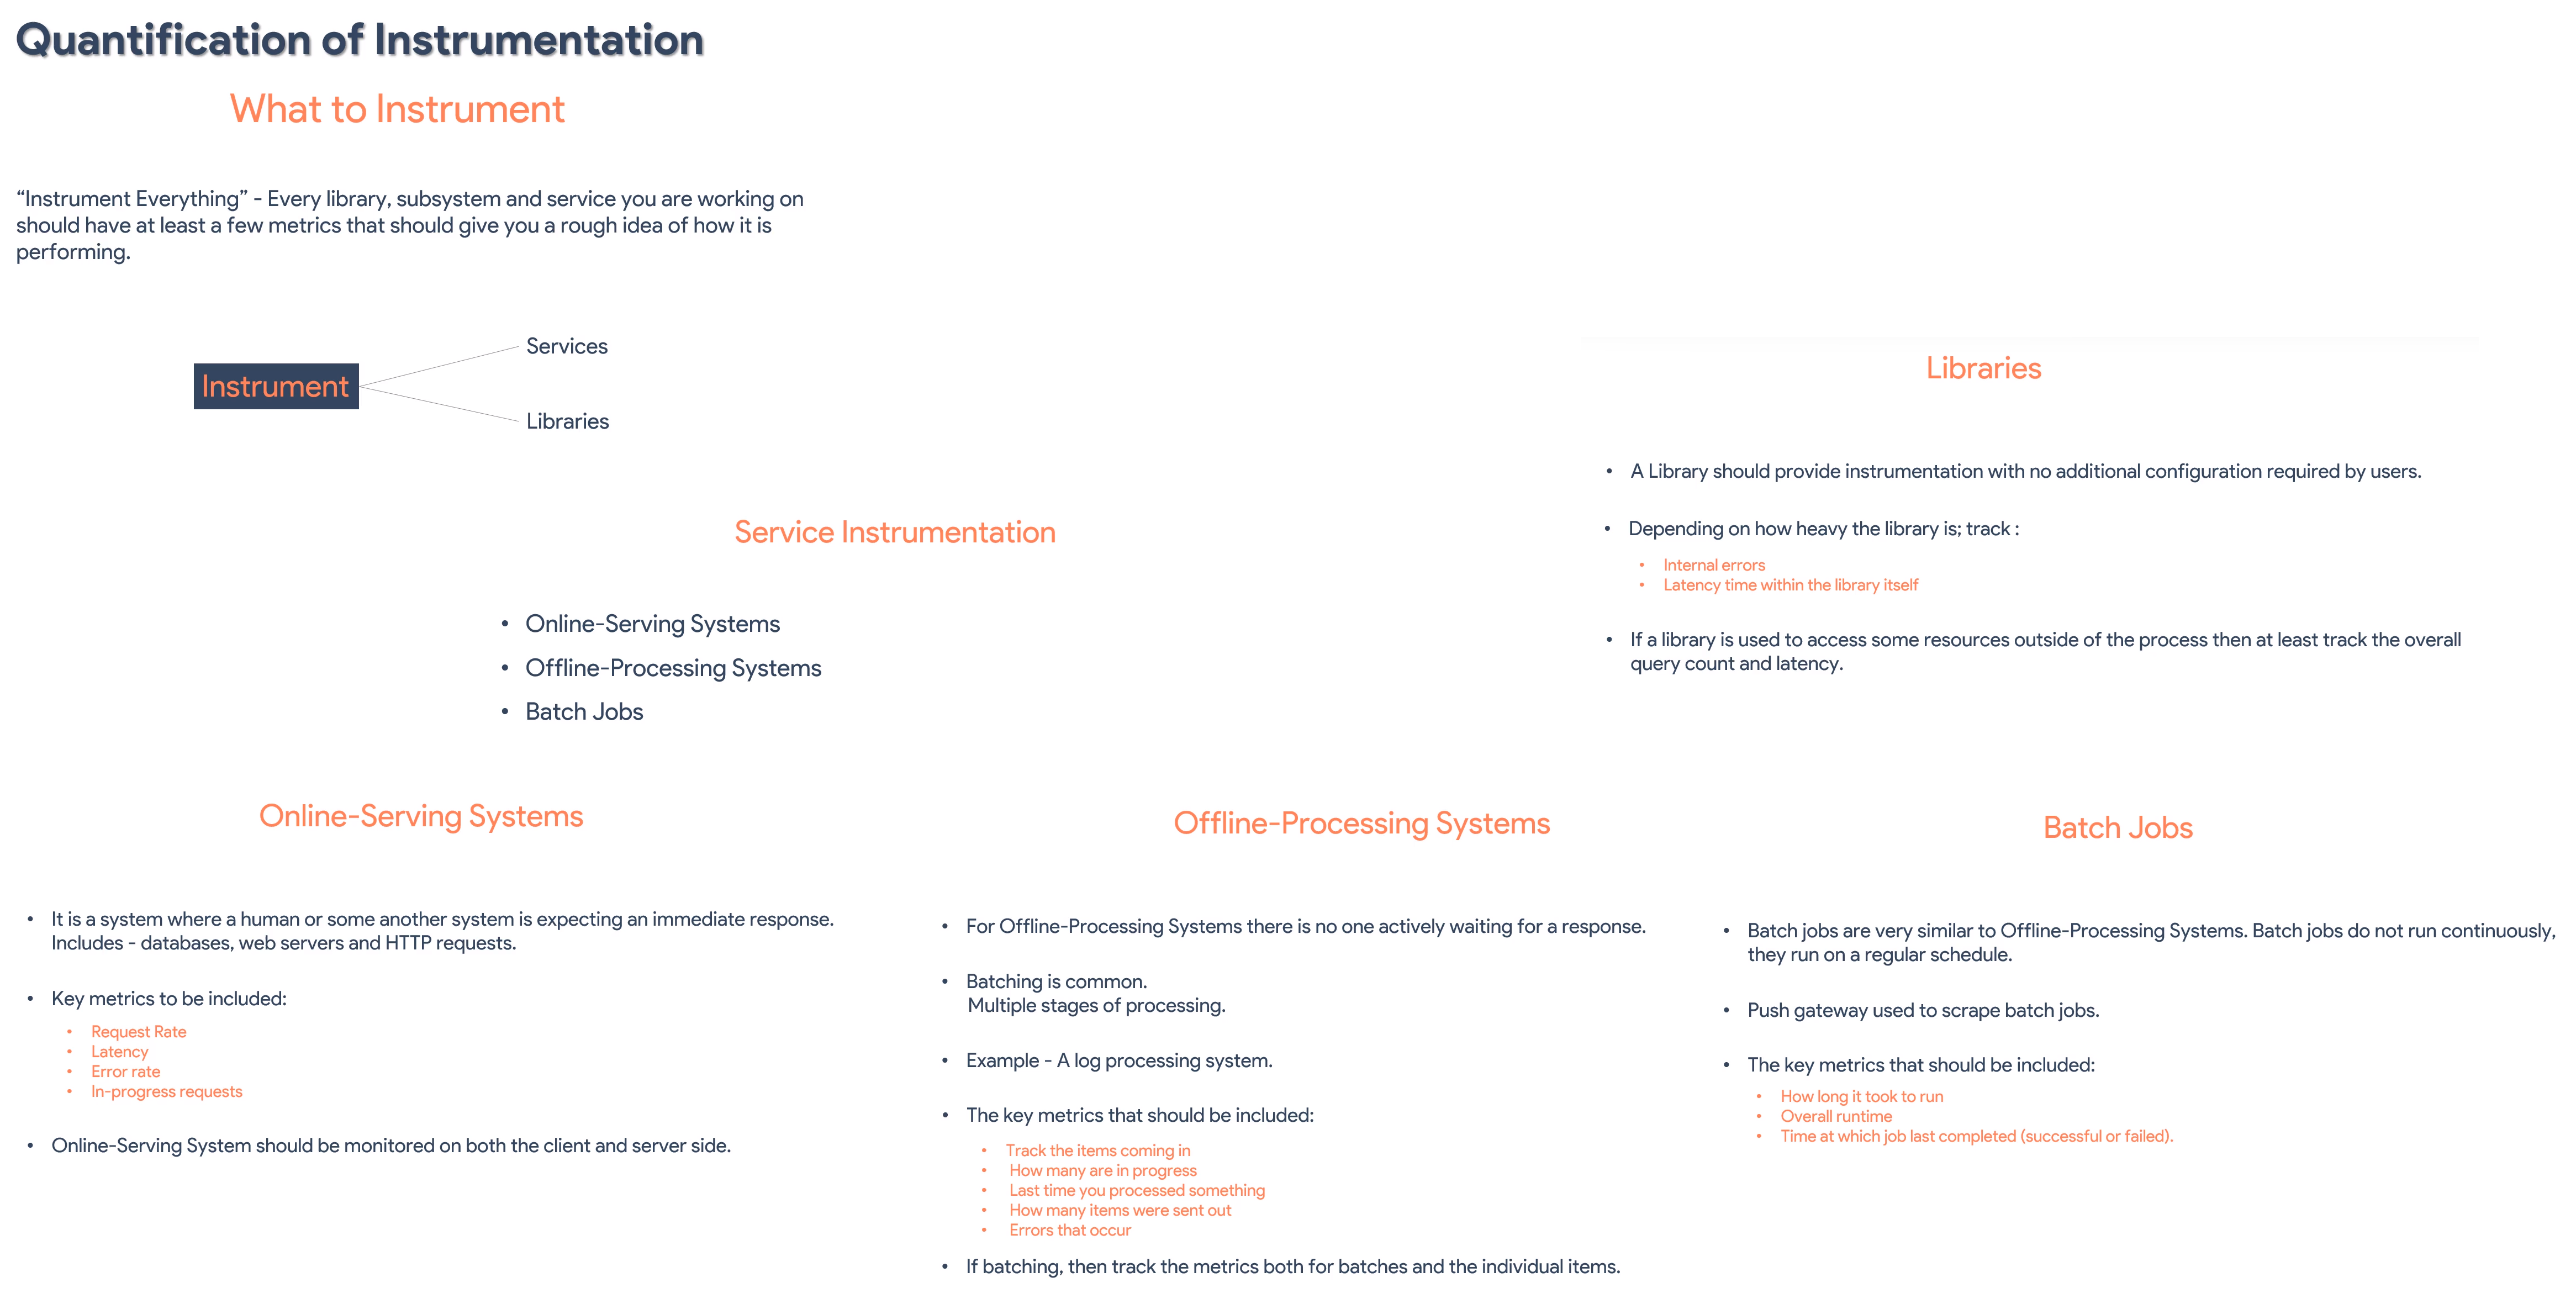 Quantification of Instrumentation
What to Instrument
“Instrument Everything” - Every library, subsystem and service you are working on
should have at least a few metrics that should give you a rough idea of how it is
performing.
Instrument
Services
Libraries
Service Instrumentation
• Online-Serving Systems
• Offline-Processing Systems
• Batch Jobs
Libraries
• A Library should provide instrumentation with no additional configuration required by users.
• Depending on how heavy the library is; track :
• Internal errors
• Latency time within the library itself
• If a library is used to access some resources outside of the process then at least track the overall
query count and latency.
Online-Serving Systems
• It is a system where a human or some another system is expecting an immediate response.
Includes - databases, web servers and HTTP requests.
• Key metrics to be included:
• Request Rate
• Latency
• Error rate
• In-progress requests
• Online-Serving System should be monitored on both the client and server side.
Offline-Processing Systems
• For Offline-Processing Systems there is no one actively waiting for a response.
• Batching is common.
Multiple stages of processing.
• Example - A log processing system.
• The key metrics that should be included:
• Track the items coming in
• How many are in progress
• Last time you processed something
• How many items were sent out
• Errors that occur
• If batching, then track the metrics both for batches and the individual items.
Batch Jobs
• Batch jobs are very similar to Offline-Processing Systems. Batch jobs do not run continuously,
they run on a regular schedule.
• Push gateway used to scrape batch jobs.
• The key metrics that should be included:
• How long it took to run
• Overall runtime
• Time at which job last completed (successful or failed).